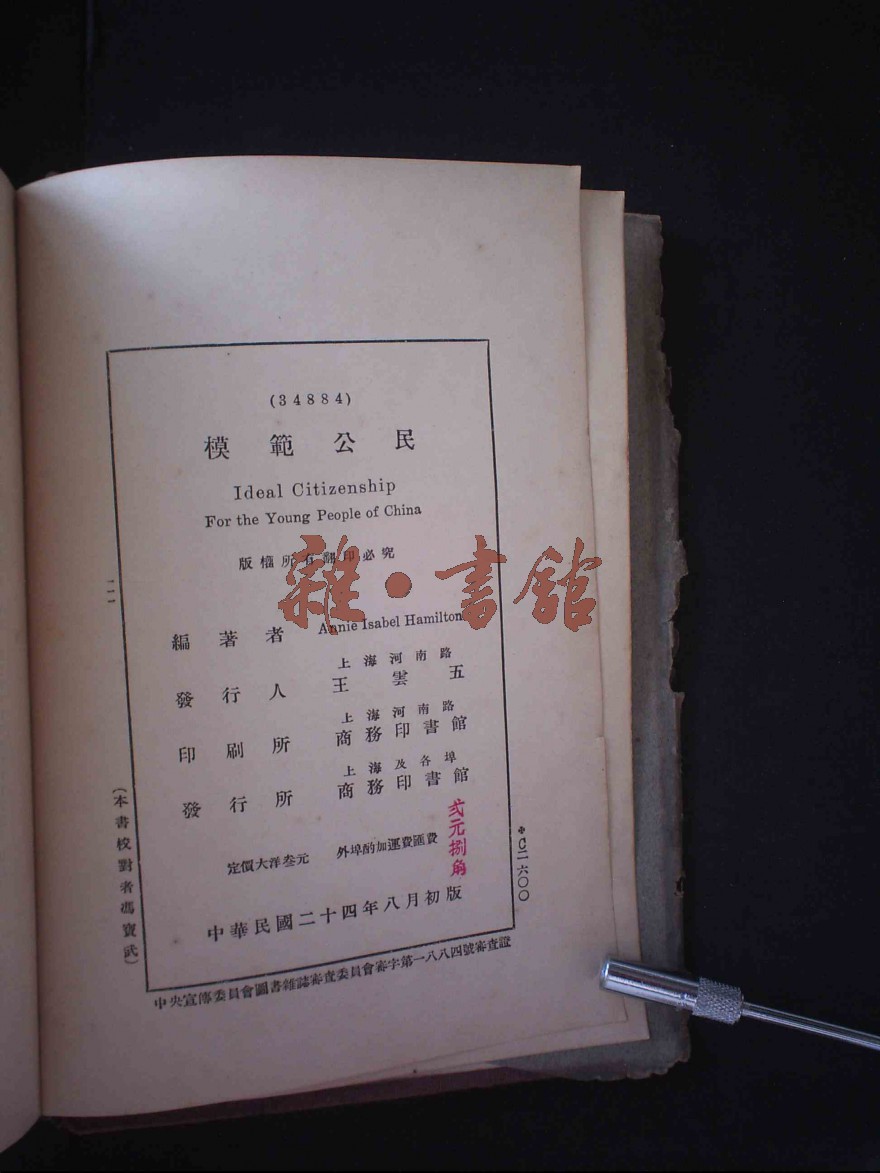 (34884)
模範公民
Ideal Citizenship
For the Young People of China
版權所有翻印必究
雜·書館
編著者 Annie Isabel Hamilton
上海河南路
發行人 王雲五
上海河南路
印刷所 商務印書館
上海及各埠
發行所 商務印書館
定價大洋叁元 外埠酌加運費匯費
弍元捌角
中華民國二十四年八月初版
中央宣傳委員會圖書雜誌審查委員會審字第一八八四號審查證
(本書校對者馮寶武)
C二六〇〇